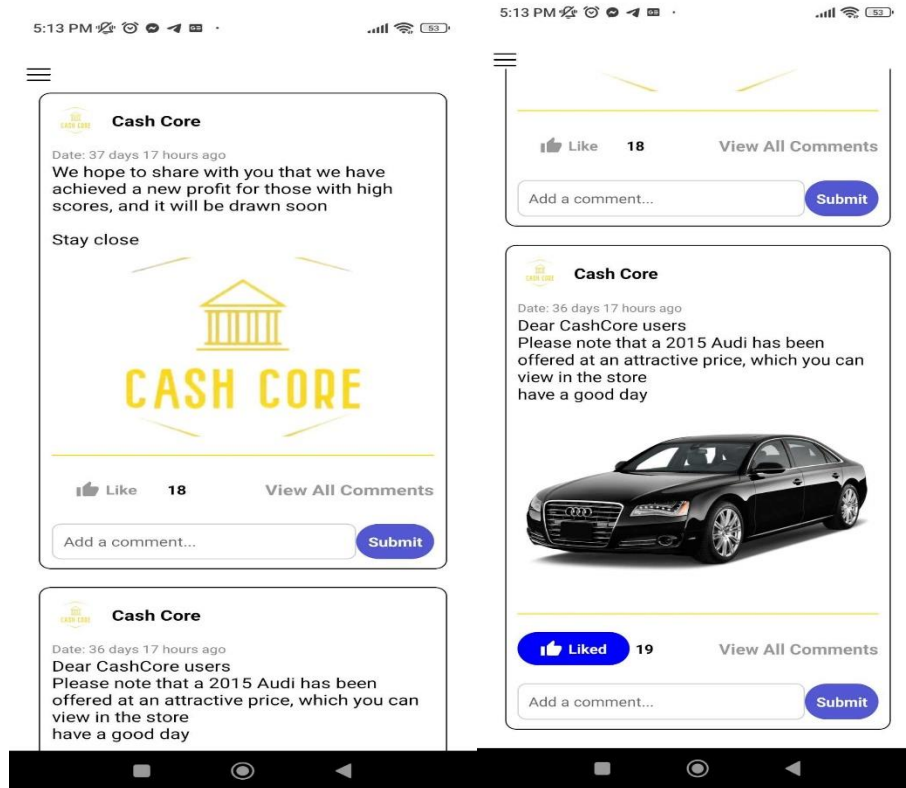 5:13 PM
53
Cash Core
Date: 37 days 17 hours ago
We hope to share with you that we have
achieved a new profit for those with high
scores, and it will be drawn soon
Stay close
CASH CORE
Like 18 View All Comments
Add a comment... Submit
Cash Core
Date: 36 days 17 hours ago
Dear CashCore users
Please note that a 2015 Audi has been
offered at an attractive price, which you can
view in the store
have a good day
5:13 PM
53
Like 18 View All Comments
Add a comment... Submit
Cash Core
Date: 36 days 17 hours ago
Dear CashCore users
Please note that a 2015 Audi has been
offered at an attractive price, which you can
view in the store
have a good day
Liked 19 View All Comments
Add a comment... Submit